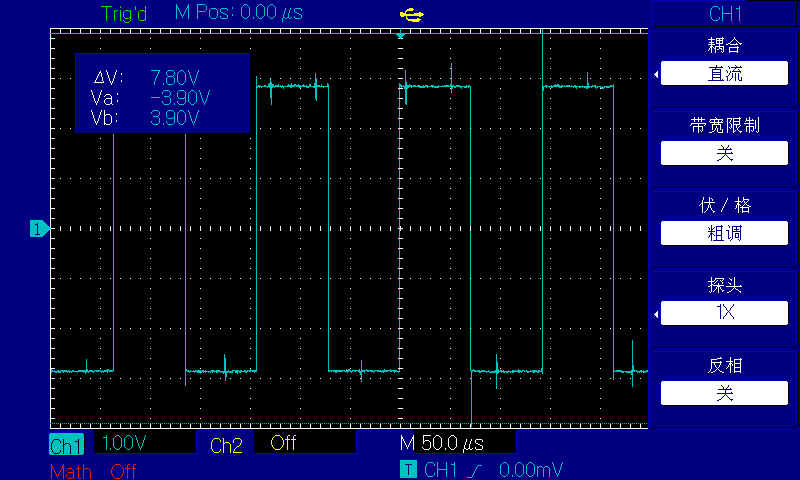 Trig'd M Pos: 0.00 μs CH1
ΔV: 7.80V
Va: -3.90V
Vb: 3.90V
1
耦合
直流
带宽限制
关
伏 / 格
粗调
探头
1X
反相
关
Ch1 1.00V Ch2 Off M 50.0 μs
Math Off T CH1 0.00mV